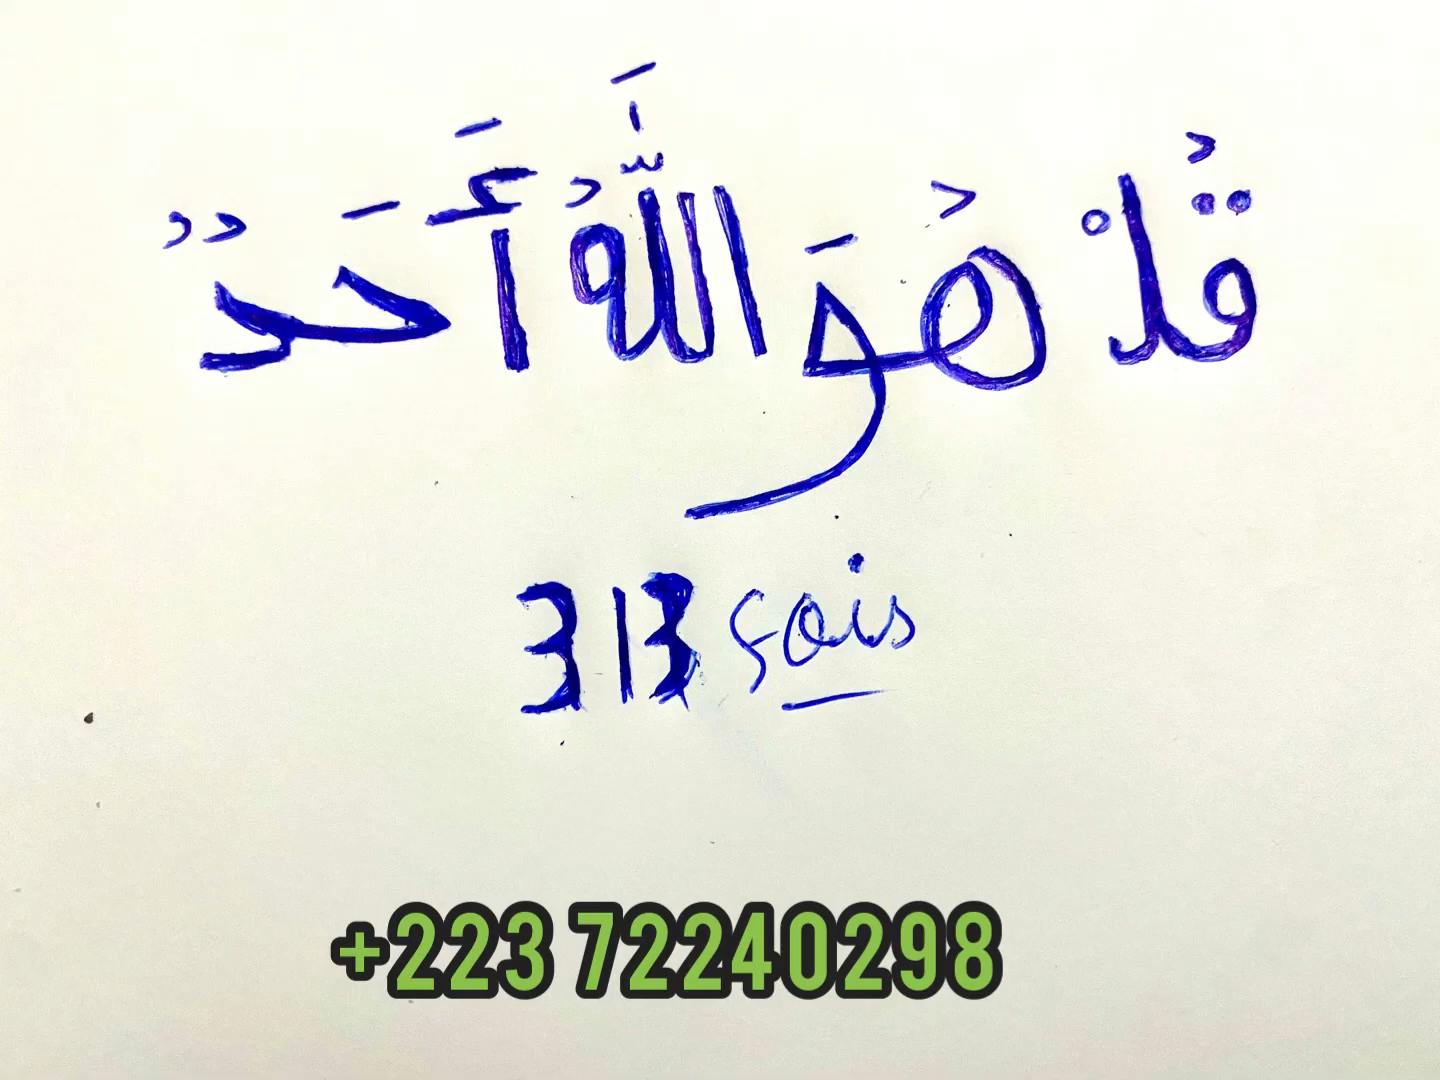 قُلْ هُوَ اللَّهُ أَحَدٌ
313 fois
+223 72240298